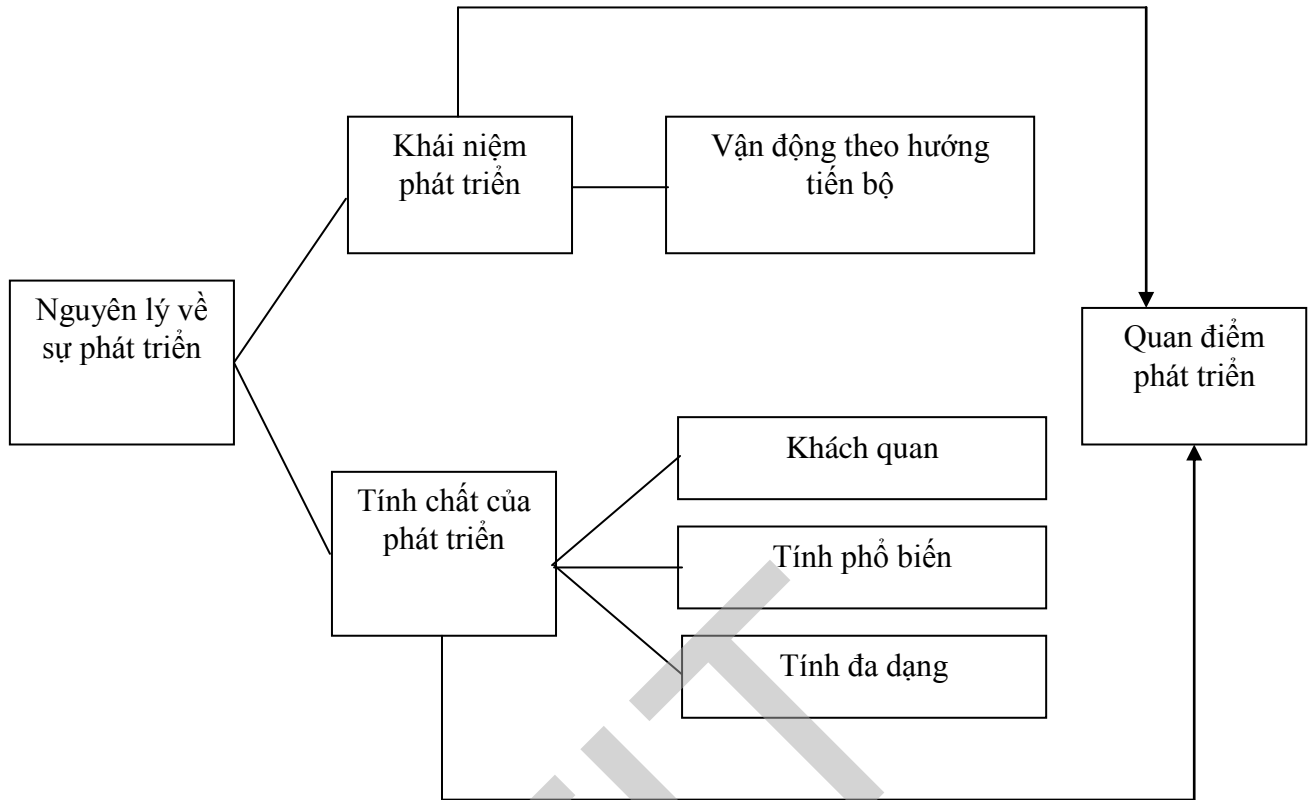 Khái niệm
phát triển
Vận động theo hướng
tiến bộ
Nguyên lý về
sự phát triển
Quan điểm
phát triển
Khách quan
Tính chất của
phát triển
Tính phổ biến
Tính đa dạng